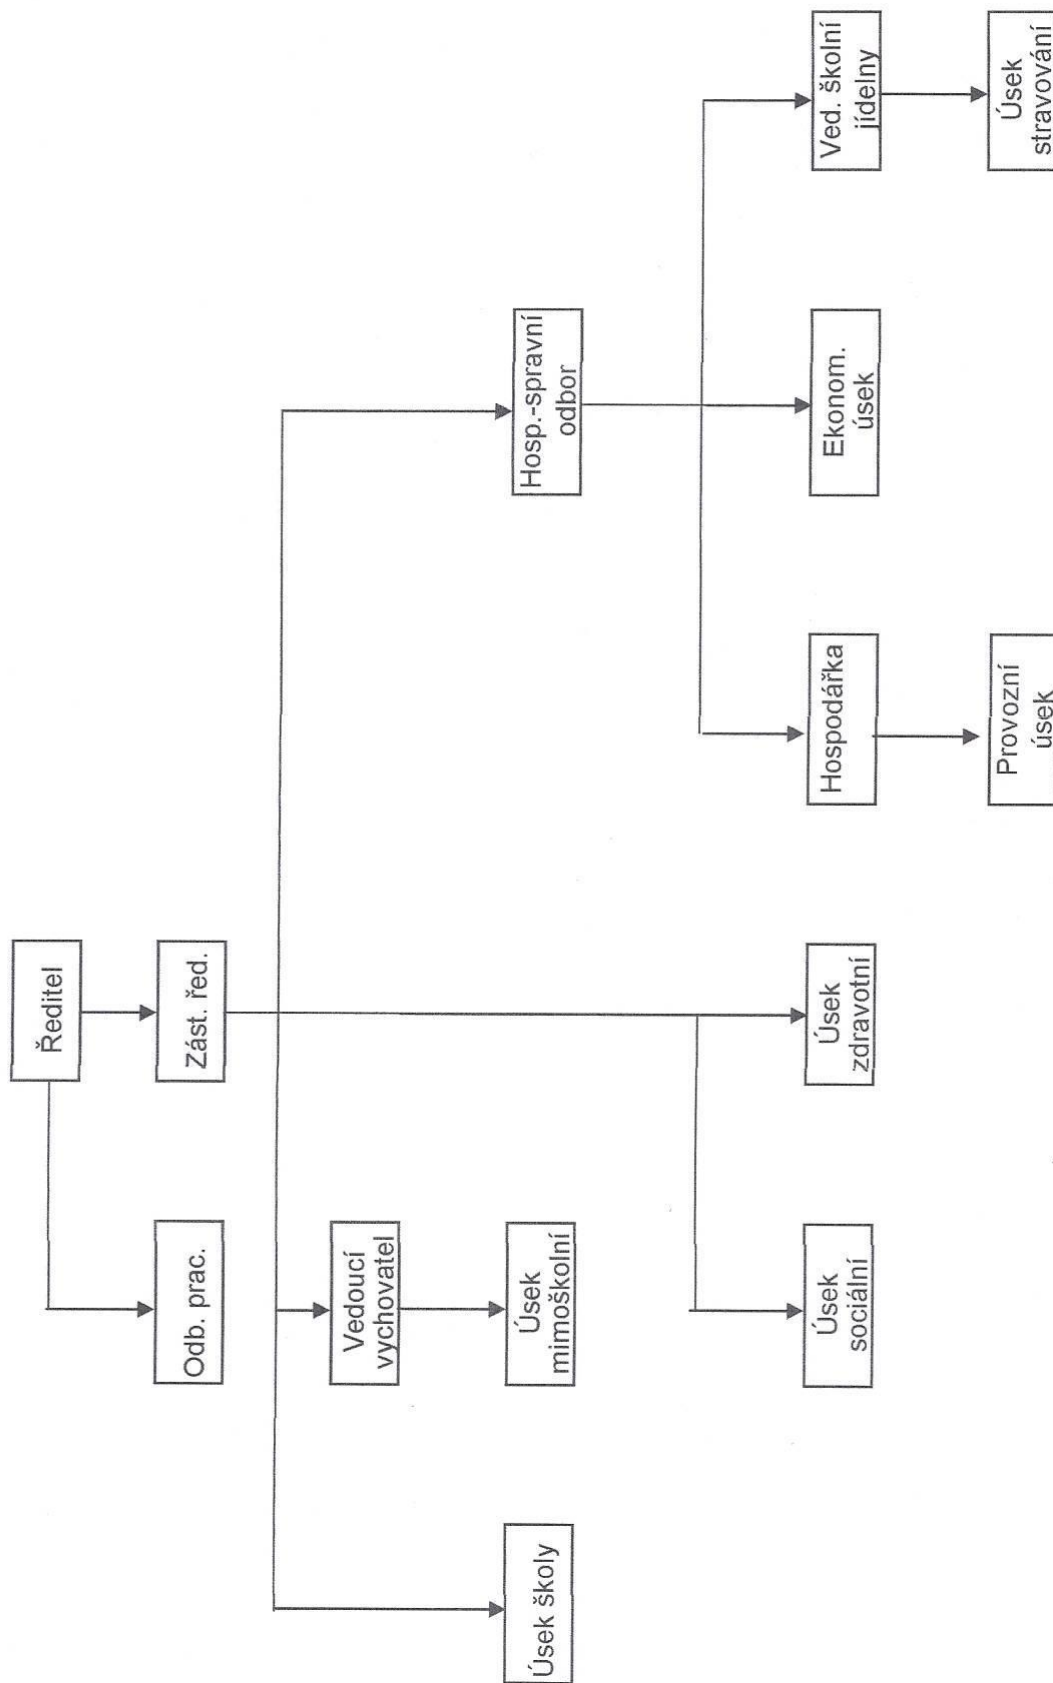 Ředitel
Odb. prac.
Zást. řed.
Vedoucí
vychovatel
Úsek školy
Úsek
mimoškolní
Hosp.-spravní
odbor
Úsek
sociální
Úsek
zdravotní
Hospodářka
Ekonom.
úsek
Ved. školní
jídelny
Provozní
úsek
Úsek
stravování